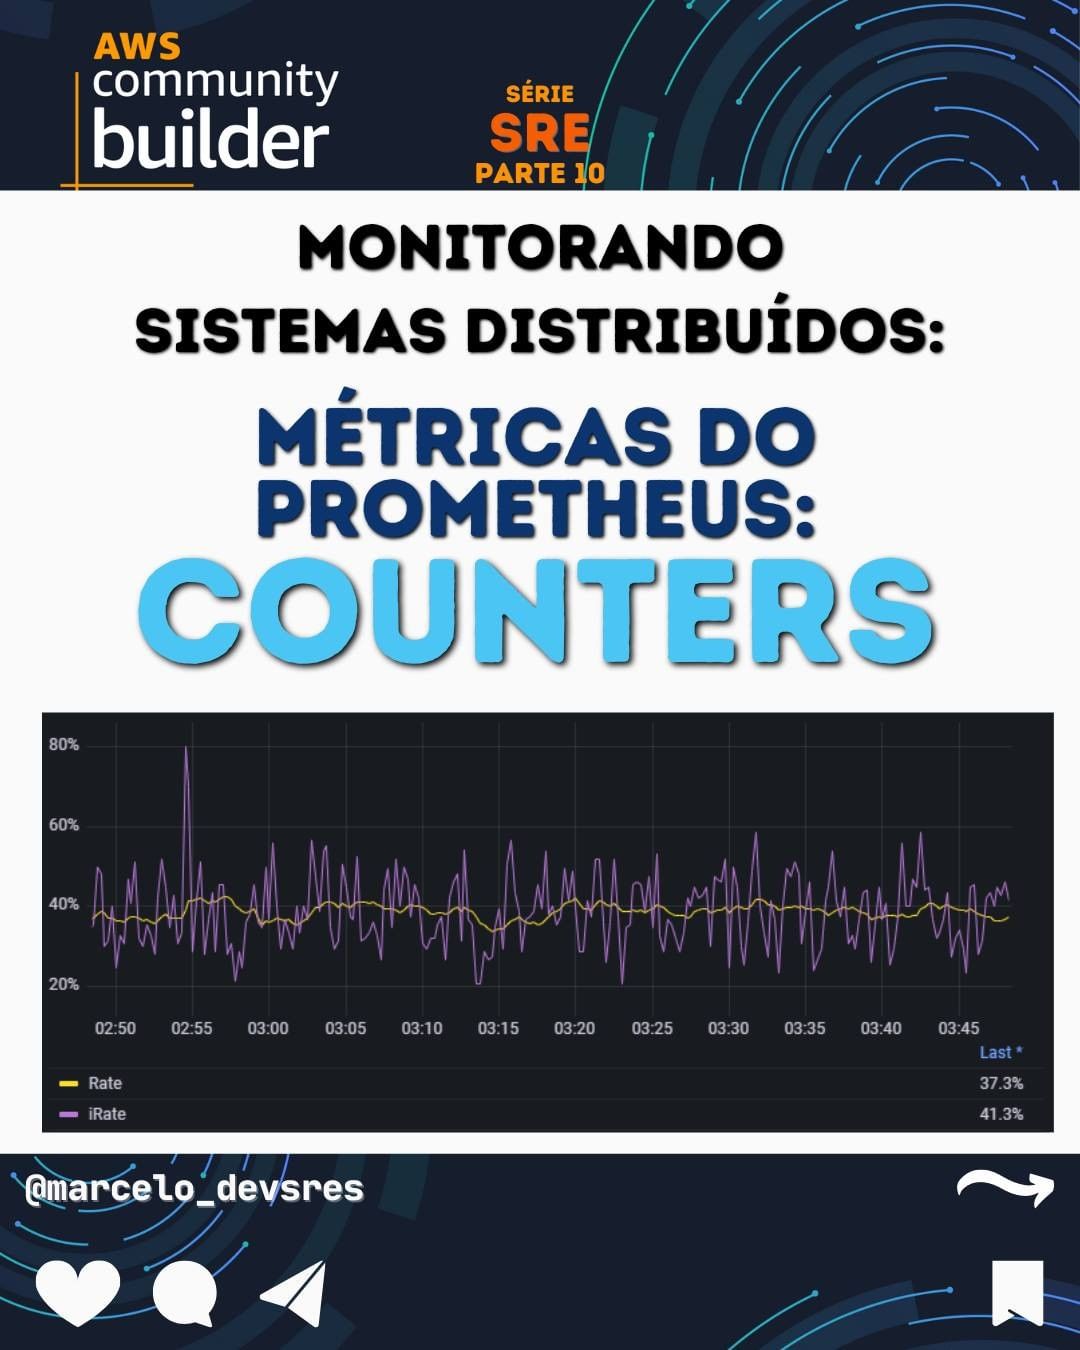 AWS
community
builder
SÉRIE
SRE
PARTE 10
MONITORANDO
SISTEMAS DISTRIBUÍDOS:
MÉTRICAS DO
PROMETHEUS:
COUNTERS
80%
60%
40%
20%
02:50 02:55 03:00 03:05 03:10 03:15 03:20 03:25 03:30 03:35 03:40 03:45
Last *
Rate 37.3%
iRate 41.3%
@marcelo_devsres